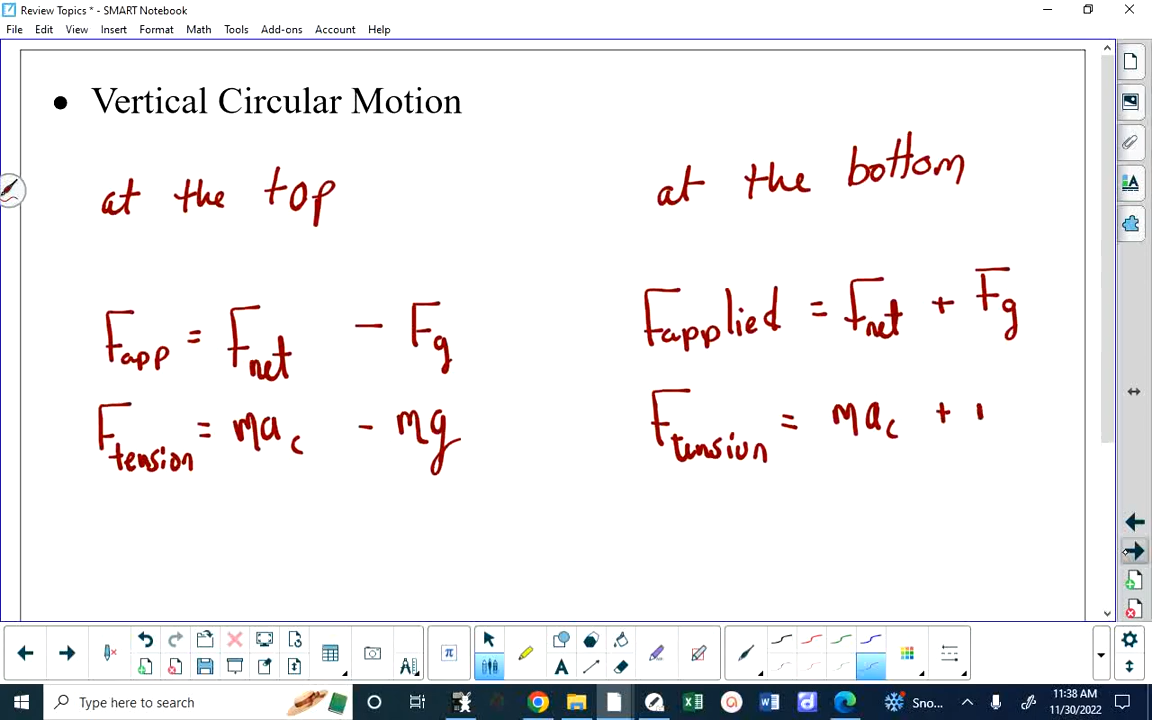 Review Topics * - SMART Notebook
File Edit View Insert Format Math Tools Add-ons Account Help
• Vertical Circular Motion
at the top
at the bottom
Fapp = Fnet - Fg
Fapplied = Fnet + Fg
Ftension = mac - mg
Ftension = mac +
π
A
Type here to search
Sno...
11:38 AM
11/30/2022